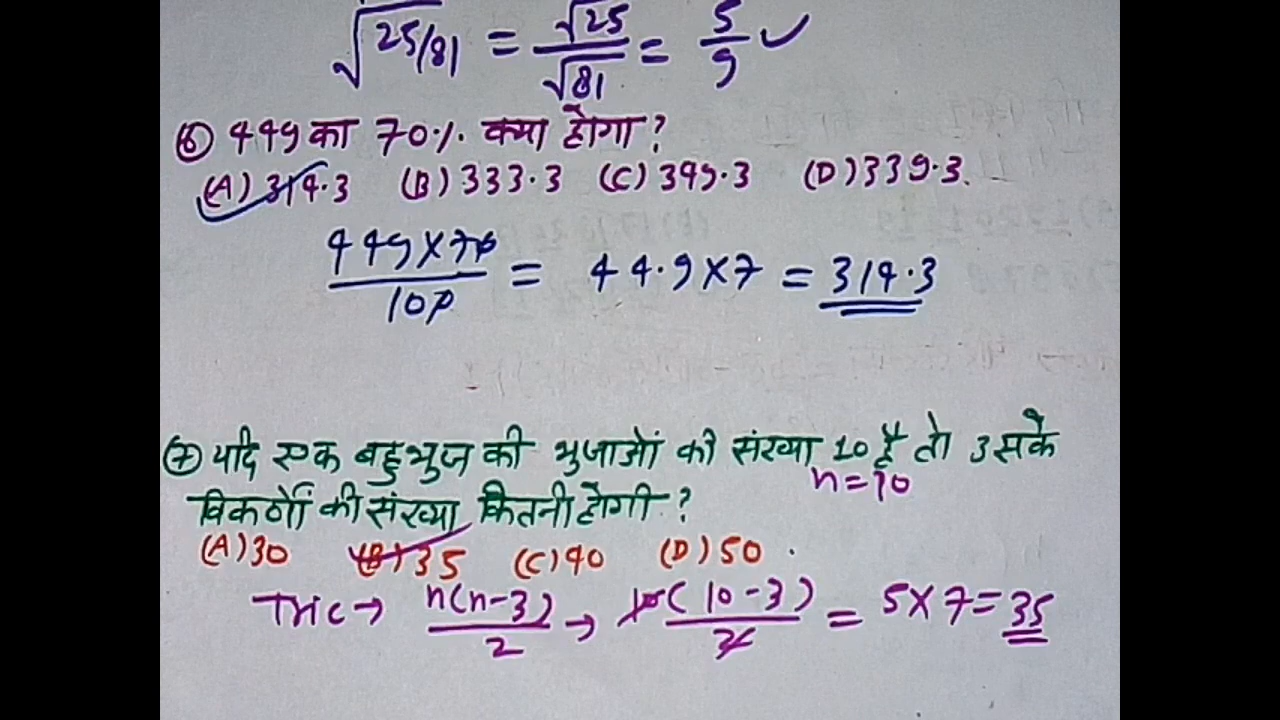 √25/81 = √25/√81 = 5/9 ✓
⑥ 449 का 70% क्या होगा?
(A) 314.3 (B) 333.3 (C) 349.3 (D) 339.3.
449×70/100 = 44.9×7 = 314.3
⑦ यदि एक बहुभुज की भुजाओं की संख्या 10 है तो उसके
n=10
विकर्णों की संख्या कितनी होगी?
(A) 30 (B) 35 (C) 40 (D) 50 .
Tric → n(n-3)/2 → 10(10-3)/2 = 5×7=35